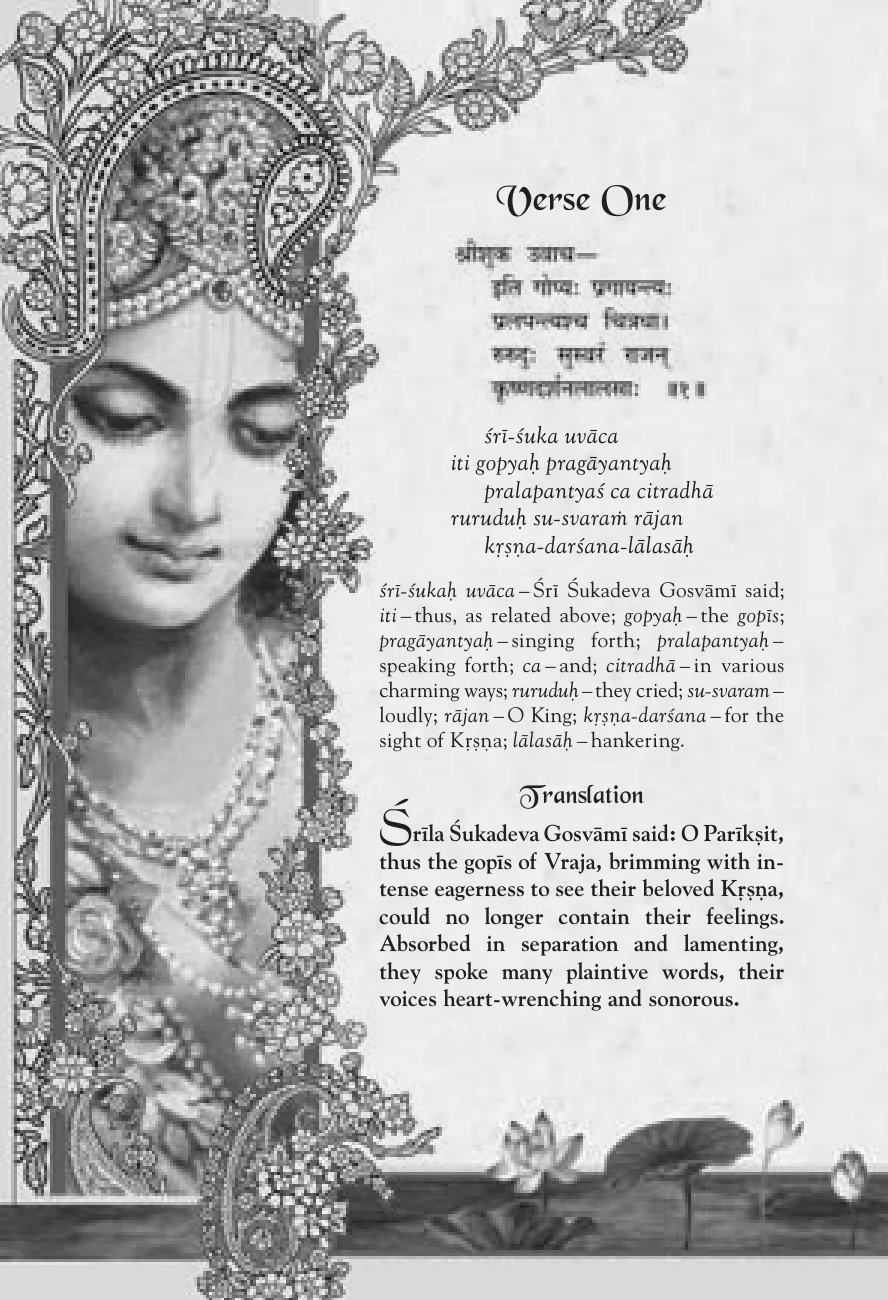 Verse One
श्रीशुक उवाच—
इति गोप्यः प्रगायन्त्यः
प्रलपन्त्यश्च चित्रधा।
रुरुदुः सुस्वरं राजन्
कृष्णदर्शनलालसाः ॥१॥
śrī-śuka uvāca
iti gopyaḥ pragāyantyaḥ
pralapantyaś ca citradhā
ruruduḥ su-svaraṁ rājan
kṛṣṇa-darśana-lālasāḥ
śrī-śukaḥ uvāca – Śrī Śukadeva Gosvāmī said;
iti – thus, as related above; gopyaḥ – the gopīs;
pragāyantyaḥ – singing forth; pralapantyaḥ –
speaking forth; ca – and; citradhā – in various
charming ways; ruruduḥ – they cried; su-svaram –
loudly; rājan – O King; kṛṣṇa-darśana – for the
sight of Kṛṣṇa; lālasāḥ – hankering.
Translation
Śrīla Śukadeva Gosvāmī said: O Parīkṣit,
thus the gopīs of Vraja, brimming with in-
tense eagerness to see their beloved Kṛṣṇa,
could no longer contain their feelings.
Absorbed in separation and lamenting,
they spoke many plaintive words, their
voices heart-wrenching and sonorous.